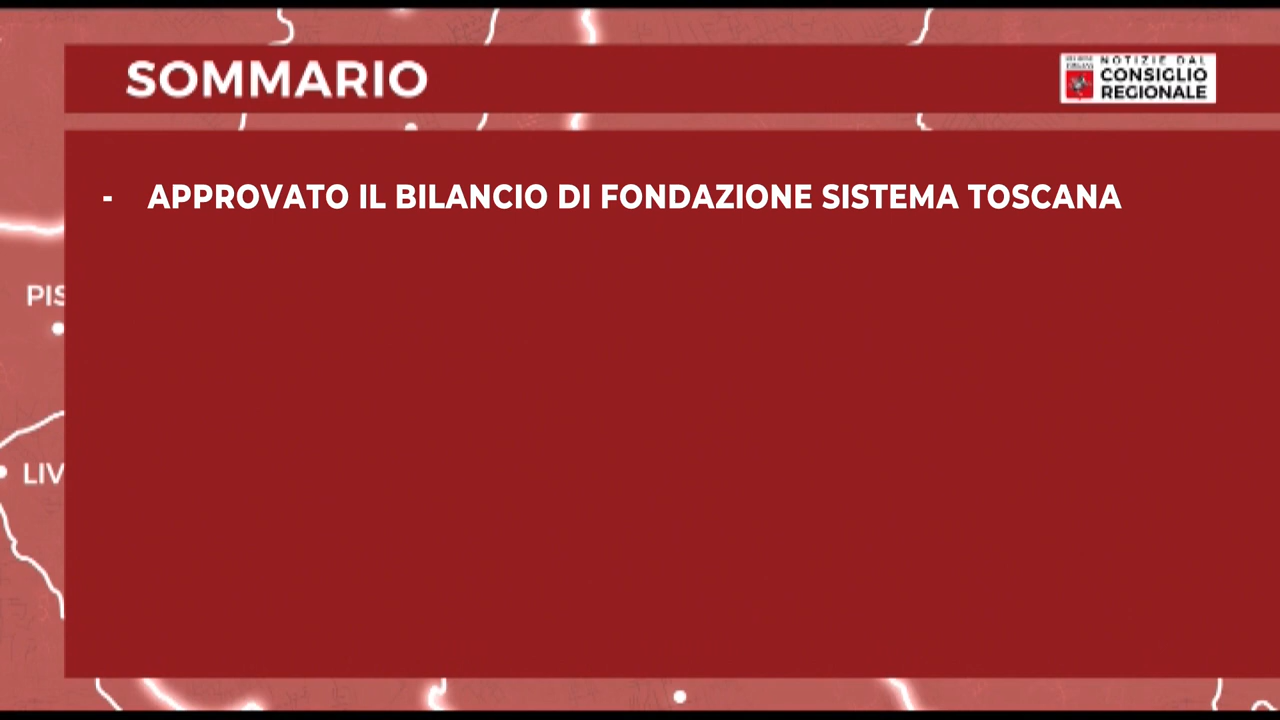 SOMMARIO
NOTIZIE DAL
CONSIGLIO
REGIONALE
- APPROVATO IL BILANCIO DI FONDAZIONE SISTEMA TOSCANA
PIS
LIV